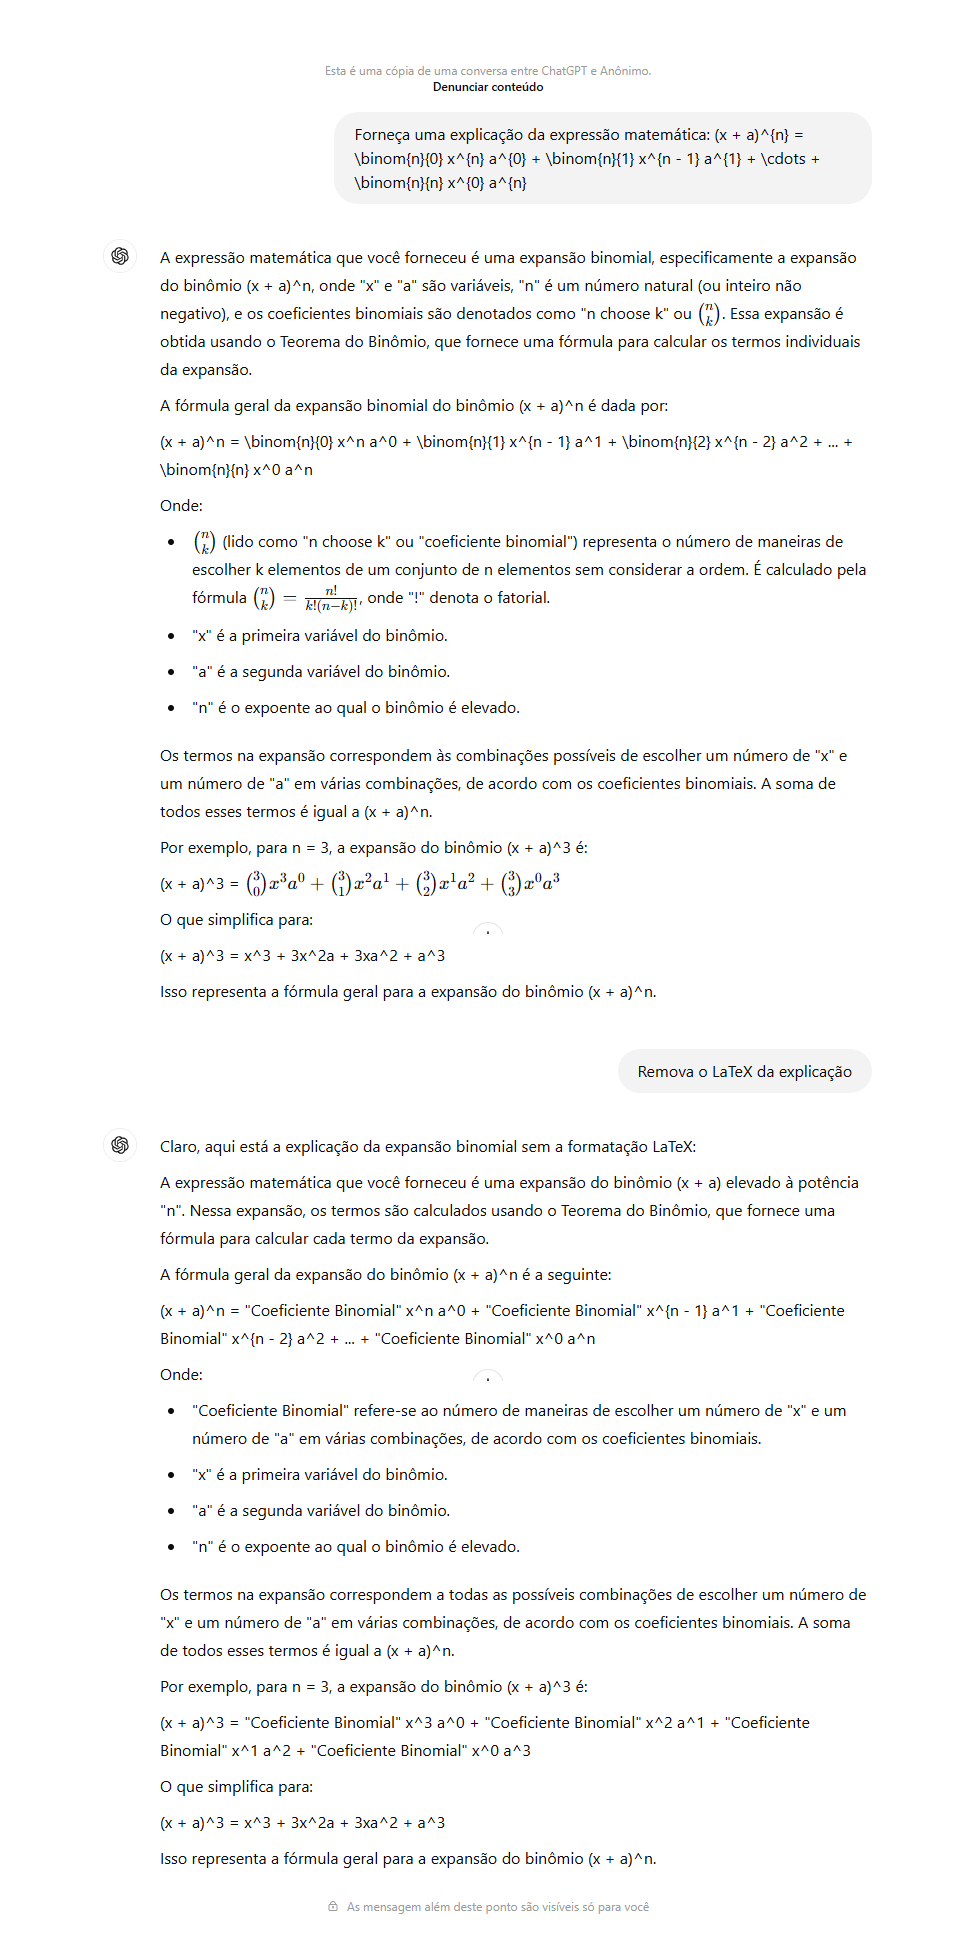 Esta é uma cópia de uma conversa entre ChatGPT e Anônimo.
Denunciar conteúdo
Forneça uma explicação da expressão matemática: (x + a)^{n} =
\binom{n}{0} x^{n} a^{0} + \binom{n}{1} x^{n - 1} a^{1} + \cdots +
\binom{n}{n} x^{0} a^{n}
A expressão matemática que você forneceu é uma expansão binomial, especificamente a expansão
do binômio (x + a)^n, onde "x" e "a" são variáveis, "n" é um número natural (ou inteiro não
negativo), e os coeficientes binomiais são denotados como "n choose k" ou $\binom{n}{k}$. Essa expansão é
obtida usando o Teorema do Binômio, que fornece uma fórmula para calcular os termos individuais
da expansão.
A fórmula geral da expansão binomial do binômio (x + a)^n é dada por:
(x + a)^n = \binom{n}{0} x^n a^0 + \binom{n}{1} x^{n - 1} a^1 + \binom{n}{2} x^{n - 2} a^2 + ... +
\binom{n}{n} x^0 a^n
Onde:
• $\binom{n}{k}$ (lido como "n choose k" ou "coeficiente binomial") representa o número de maneiras de
escolher k elementos de um conjunto de n elementos sem considerar a ordem. É calculado pela
fórmula $\binom{n}{k} = \frac{n!}{k!(n-k)!}$, onde "!" denota o fatorial.
• "x" é a primeira variável do binômio.
• "a" é a segunda variável do binômio.
• "n" é o expoente ao qual o binômio é elevado.
Os termos na expansão correspondem às combinações possíveis de escolher um número de "x" e
um número de "a" em várias combinações, de acordo com os coeficientes binomiais. A soma de
todos esses termos é igual a (x + a)^n.
Por exemplo, para n = 3, a expansão do binômio (x + a)^3 é:
(x + a)^3 = $\binom{3}{0}x^3a^0 + \binom{3}{1}x^2a^1 + \binom{3}{2}x^1a^2 + \binom{3}{3}x^0a^3$
O que simplifica para:
(x + a)^3 = x^3 + 3x^2a + 3xa^2 + a^3
Isso representa a fórmula geral para a expansão do binômio (x + a)^n.
Remova o LaTeX da explicação
Claro, aqui está a explicação da expansão binomial sem a formatação LaTeX:
A expressão matemática que você forneceu é uma expansão do binômio (x + a) elevado à potência
"n". Nessa expansão, os termos são calculados usando o Teorema do Binômio, que fornece uma
fórmula para calcular cada termo da expansão.
A fórmula geral da expansão do binômio (x + a)^n é a seguinte:
(x + a)^n = "Coeficiente Binomial" x^n a^0 + "Coeficiente Binomial" x^{n - 1} a^1 + "Coeficiente
Binomial" x^{n - 2} a^2 + ... + "Coeficiente Binomial" x^0 a^n
Onde:
• "Coeficiente Binomial" refere-se ao número de maneiras de escolher um número de "x" e um
número de "a" em várias combinações, de acordo com os coeficientes binomiais.
• "x" é a primeira variável do binômio.
• "a" é a segunda variável do binômio.
• "n" é o expoente ao qual o binômio é elevado.
Os termos na expansão correspondem a todas as possíveis combinações de escolher um número de
"x" e um número de "a" em várias combinações, de acordo com os coeficientes binomiais. A soma
de todos esses termos é igual a (x + a)^n.
Por exemplo, para n = 3, a expansão do binômio (x + a)^3 é:
(x + a)^3 = "Coeficiente Binomial" x^3 a^0 + "Coeficiente Binomial" x^2 a^1 + "Coeficiente
Binomial" x^1 a^2 + "Coeficiente Binomial" x^0 a^3
O que simplifica para:
(x + a)^3 = x^3 + 3x^2a + 3xa^2 + a^3
Isso representa a fórmula geral para a expansão do binômio (x + a)^n.
As mensagem além deste ponto são visíveis só para você